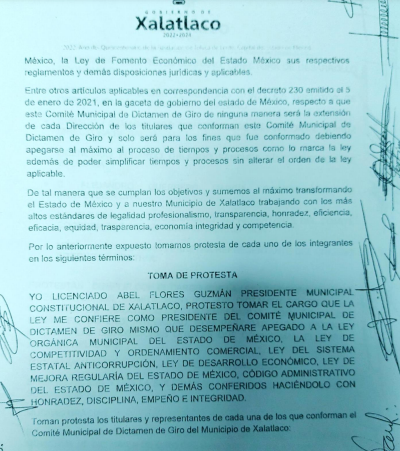 GOBIERNO DE
Xalatlaco
2022-2024
México, la Ley de Fomento Económico del Estado México sus respectivos
reglamentos y demás disposiciones jurídicas y aplicables.
Entre otros artículos aplicables en correspondencia con el decreto 230 emitido el 5
de enero de 2021, en la gaceta de gobierno del estado de México, respecto a que
este Comité Municipal de Dictamen de Giro de ninguna manera será la extensión
de cada Dirección de los titulares que conforman este Comité Municipal de
Dictamen de Giro y solo será para los fines que fue conformado debiendo
apegarse al máximo al proceso de tiempos y procesos como lo marca la ley
además de poder simplificar tiempos y procesos sin alterar el orden de la ley
aplicable.
De tal manera que se cumplan los objetivos y sumemos al máximo transformando
el Estado de México y a nuestro Municipio de Xalatlaco trabajando con los más
altos estándares de legalidad profesionalismo, transparencia, honradez, eficiencia,
eficacia, equidad, trasparencia, economía integridad y competencia.
Por lo anteriormente expuesto tomamos protesta de cada uno de los integrantes
en los siguientes términos:
TOMA DE PROTESTA
YO LICENCIADO ABEL FLORES GUZMÁN PRESIDENTE MUNICIPAL
CONSTITUCIONAL DE XALATLACO, PROTESTO TOMAR EL CARGO QUE LA
LEY ME CONFIERE COMO PRESIDENTE DEL COMITÉ MUNICIPAL DE
DICTAMEN DE GIRO MISMO QUE DESEMPEÑARE APEGADO A LA LEY
ORGÁNICA MUNICIPAL DEL ESTADO DE MÉXICO, LA LEY DE
COMPETITIVIDAD Y ORDENAMIENTO COMERCIAL, LEY DEL SISTEMA
ESTATAL ANTICORRUPCIÓN, LEY DE DESARROLLO ECONÓMICO, LEY DE
MEJORA REGULARÍA DEL ESTADO DE MÉXICO, CÓDIGO ADMINISTRATIVO
DEL ESTADO DE MÉXICO, Y DEMÁS CONFERIDOS HACIÉNDOLO CON
HONRADEZ, DISCIPLINA, EMPEÑO E INTEGRIDAD.
Toman protesta los titulares y representantes de cada una de los que conforman el
Comité Municipal de Dictamen de Giro del Municipio de Xalatlaco: